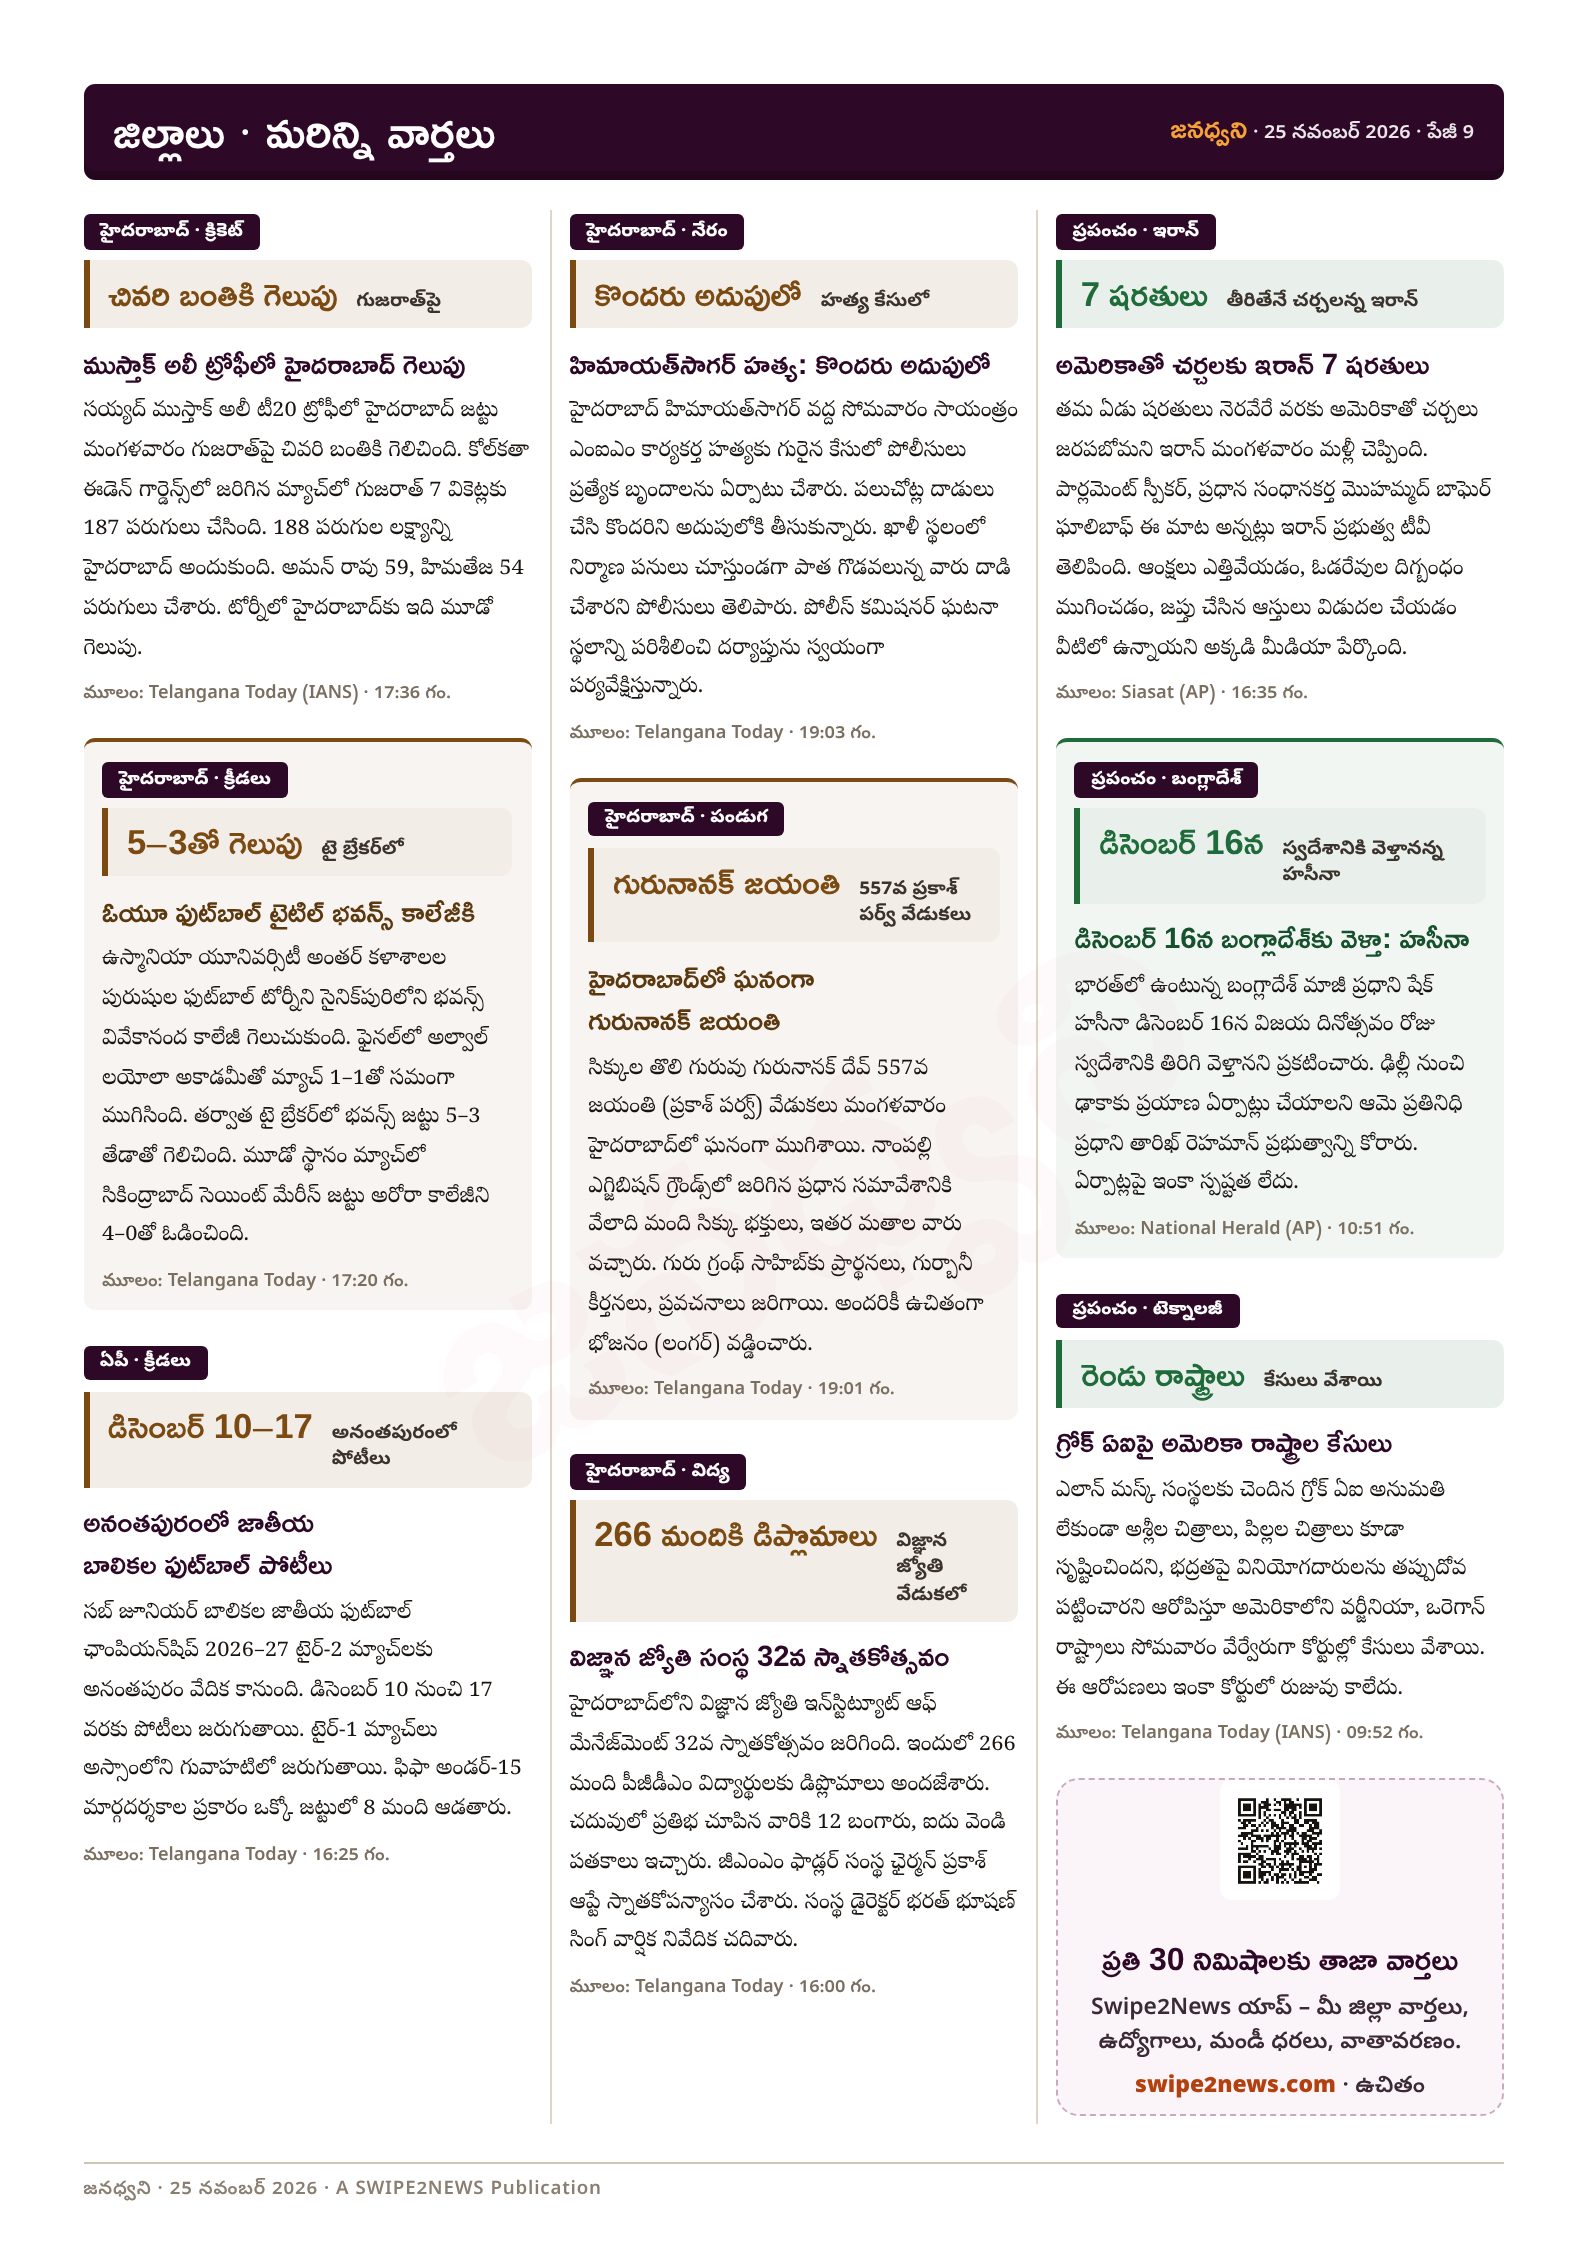 జిల్లాలు · మరిన్ని వార్తలు
జనధ్వని · 25 నవంబర్ 2026 · పేజీ 9
హైదరాబాద్ · క్రికెట్
చివరి బంతికి గెలుపు గుజరాత్‌పై
ముస్తాక్ అలీ ట్రోఫీలో హైదరాబాద్ గెలుపు
సయ్యద్ ముస్తాక్ అలీ టీ20 ట్రోఫీలో హైదరాబాద్ జట్టు
మంగళవారం గుజరాత్‌పై చివరి బంతికి గెలిచింది. కోల్‌కతా
ఈడెన్ గార్డెన్స్‌లో జరిగిన మ్యాచ్‌లో గుజరాత్ 7 వికెట్లకు
187 పరుగులు చేసింది. 188 పరుగుల లక్ష్యాన్ని
హైదరాబాద్ అందుకుంది. అమన్ రావు 59, హిమతేజ 54
పరుగులు చేశారు. టోర్నీలో హైదరాబాద్‌కు ఇది మూడో
గెలుపు.
మూలం: Telangana Today (IANS) · 17:36 గం.
హైదరాబాద్ · క్రీడలు
5–3తో గెలుపు టై బ్రేకర్‌లో
ఓయూ ఫుట్‌బాల్ టైటిల్ భవన్స్ కాలేజీకి
ఉస్మానియా యూనివర్సిటీ అంతర్ కళాశాలల
పురుషుల ఫుట్‌బాల్ టోర్నీని సైనిక్‌పురిలోని భవన్స్
వివేకానంద కాలేజీ గెలుచుకుంది. ఫైనల్‌లో అల్వాల్
లయోలా అకాడమీతో మ్యాచ్ 1–1తో సమంగా
ముగిసింది. తర్వాత టై బ్రేకర్‌లో భవన్స్ జట్టు 5–3
తేడాతో గెలిచింది. మూడో స్థానం మ్యాచ్‌లో
సికింద్రాబాద్ సెయింట్ మేరీస్ జట్టు అరోరా కాలేజీని
4–0తో ఓడించింది.
మూలం: Telangana Today · 17:20 గం.
ఏపీ · క్రీడలు
డిసెంబర్ 10–17 అనంతపురంలో
పోటీలు
అనంతపురంలో జాతీయ
బాలికల ఫుట్‌బాల్ పోటీలు
సబ్ జూనియర్ బాలికల జాతీయ ఫుట్‌బాల్
ఛాంపియన్‌షిప్ 2026–27 టైర్-2 మ్యాచ్‌లకు
అనంతపురం వేదిక కానుంది. డిసెంబర్ 10 నుంచి 17
వరకు పోటీలు జరుగుతాయి. టైర్-1 మ్యాచ్‌లు
అస్సాంలోని గువాహటిలో జరుగుతాయి. ఫిఫా అండర్-15
మార్గదర్శకాల ప్రకారం ఒక్కో జట్టులో 8 మంది ఆడతారు.
మూలం: Telangana Today · 16:25 గం.
హైదరాబాద్ · నేరం
కొందరు అదుపులో హత్య కేసులో
హిమాయత్‌సాగర్ హత్య: కొందరు అదుపులో
హైదరాబాద్ హిమాయత్‌సాగర్ వద్ద సోమవారం సాయంత్రం
ఎంఐఎం కార్యకర్త హత్యకు గురైన కేసులో పోలీసులు
ప్రత్యేక బృందాలను ఏర్పాటు చేశారు. పలుచోట్ల దాడులు
చేసి కొందరిని అదుపులోకి తీసుకున్నారు. ఖాళీ స్థలంలో
నిర్మాణ పనులు చూస్తుండగా పాత గొడవలున్న వారు దాడి
చేశారని పోలీసులు తెలిపారు. పోలీస్ కమిషనర్ ఘటనా
స్థలాన్ని పరిశీలించి దర్యాప్తును స్వయంగా
పర్యవేక్షిస్తున్నారు.
మూలం: Telangana Today · 19:03 గం.
హైదరాబాద్ · పండుగ
గురునానక్ జయంతి 557వ ప్రకాశ్
పర్వ్ వేడుకలు
హైదరాబాద్‌లో ఘనంగా
గురునానక్ జయంతి
సిక్కుల తొలి గురువు గురునానక్ దేవ్ 557వ
జయంతి (ప్రకాశ్ పర్వ్) వేడుకలు మంగళవారం
హైదరాబాద్‌లో ఘనంగా ముగిశాయి. నాంపల్లి
ఎగ్జిబిషన్ గ్రౌండ్స్‌లో జరిగిన ప్రధాన సమావేశానికి
వేలాది మంది సిక్కు భక్తులు, ఇతర మతాల వారు
వచ్చారు. గురు గ్రంథ్ సాహిబ్‌కు ప్రార్థనలు, గుర్బానీ
కీర్తనలు, ప్రవచనాలు జరిగాయి. అందరికీ ఉచితంగా
భోజనం (లంగర్) వడ్డించారు.
మూలం: Telangana Today · 19:01 గం.
హైదరాబాద్ · విద్య
266 మందికి డిప్లొమాలు విజ్ఞాన
జ్యోతి
వేడుకలో
విజ్ఞాన జ్యోతి సంస్థ 32వ స్నాతకోత్సవం
హైదరాబాద్‌లోని విజ్ఞాన జ్యోతి ఇన్‌స్టిట్యూట్ ఆఫ్
మేనేజ్‌మెంట్ 32వ స్నాతకోత్సవం జరిగింది. ఇందులో 266
మంది పీజీడీఎం విద్యార్థులకు డిప్లొమాలు అందజేశారు.
చదువులో ప్రతిభ చూపిన వారికి 12 బంగారు, ఐదు వెండి
పతకాలు ఇచ్చారు. జీఎంఎం ఫాడ్లర్ సంస్థ ఛైర్మన్ ప్రకాశ్
ఆప్టే స్నాతకోపన్యాసం చేశారు. సంస్థ డైరెక్టర్ భరత్ భూషణ్
సింగ్ వార్షిక నివేదిక చదివారు.
మూలం: Telangana Today · 16:00 గం.
ప్రపంచం · ఇరాన్
7 షరతులు తీరితేనే చర్చలన్న ఇరాన్
అమెరికాతో చర్చలకు ఇరాన్ 7 షరతులు
తమ ఏడు షరతులు నెరవేరే వరకు అమెరికాతో చర్చలు
జరపబోమని ఇరాన్ మంగళవారం మళ్లీ చెప్పింది.
పార్లమెంట్ స్పీకర్, ప్రధాన సంధానకర్త మొహమ్మద్ బాఘెర్
ఘాలిబాఫ్ ఈ మాట అన్నట్లు ఇరాన్ ప్రభుత్వ టీవీ
తెలిపింది. ఆంక్షలు ఎత్తివేయడం, ఓడరేవుల దిగ్బంధం
ముగించడం, జప్తు చేసిన ఆస్తులు విడుదల చేయడం
వీటిలో ఉన్నాయని అక్కడి మీడియా పేర్కొంది.
మూలం: Siasat (AP) · 16:35 గం.
ప్రపంచం · బంగ్లాదేశ్
డిసెంబర్ 16న స్వదేశానికి వెళ్తానన్న
హసీనా
డిసెంబర్ 16న బంగ్లాదేశ్‌కు వెళ్తా: హసీనా
భారత్‌లో ఉంటున్న బంగ్లాదేశ్ మాజీ ప్రధాని షేక్
హసీనా డిసెంబర్ 16న విజయ దినోత్సవం రోజు
స్వదేశానికి తిరిగి వెళ్తానని ప్రకటించారు. ఢిల్లీ నుంచి
ఢాకాకు ప్రయాణ ఏర్పాట్లు చేయాలని ఆమె ప్రతినిధి
ప్రధాని తారిఖ్ రెహమాన్ ప్రభుత్వాన్ని కోరారు.
ఏర్పాట్లపై ఇంకా స్పష్టత లేదు.
మూలం: National Herald (AP) · 10:51 గం.
ప్రపంచం · టెక్నాలజీ
రెండు రాష్ట్రాలు కేసులు వేశాయి
గ్రోక్ ఏఐపై అమెరికా రాష్ట్రాల కేసులు
ఎలాన్ మస్క్ సంస్థలకు చెందిన గ్రోక్ ఏఐ అనుమతి
లేకుండా అశ్లీల చిత్రాలు, పిల్లల చిత్రాలు కూడా
సృష్టించిందని, భద్రతపై వినియోగదారులను తప్పుదోవ
పట్టించారని ఆరోపిస్తూ అమెరికాలోని వర్జీనియా, ఒరెగాన్
రాష్ట్రాలు సోమవారం వేర్వేరుగా కోర్టుల్లో కేసులు వేశాయి.
ఈ ఆరోపణలు ఇంకా కోర్టులో రుజువు కాలేదు.
మూలం: Telangana Today (IANS) · 09:52 గం.
ప్రతి 30 నిమిషాలకు తాజా వార్తలు
Swipe2News యాప్ – మీ జిల్లా వార్తలు,
ఉద్యోగాలు, మండీ ధరలు, వాతావరణం.
swipe2news.com · ఉచితం
జనధ్వని · 25 నవంబర్ 2026 · A SWIPE2NEWS Publication
జనధ్వని